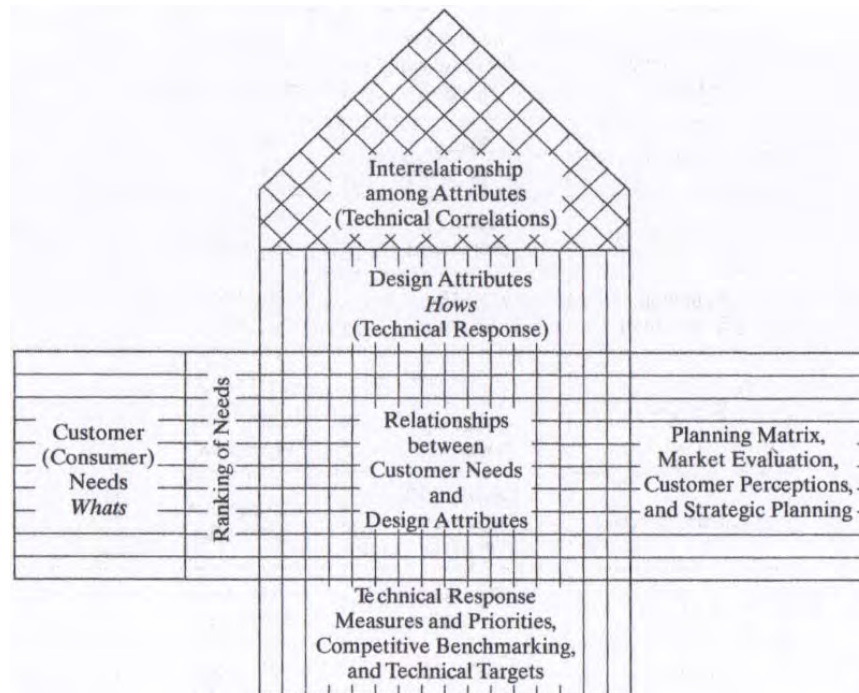 Interrelationship
among Attributes
(Technical Correlations)
Design Attributes
Hows
(Technical Response)
Customer
(Consumer)
Needs
Whats
Ranking of Needs
Relationships
between
Customer Needs
and
Design Attributes
Planning Matrix,
Market Evaluation,
Customer Perceptions,
and Strategic Planning
Technical Response
Measures and Priorities,
Competitive Benchmarking,
and Technical Targets